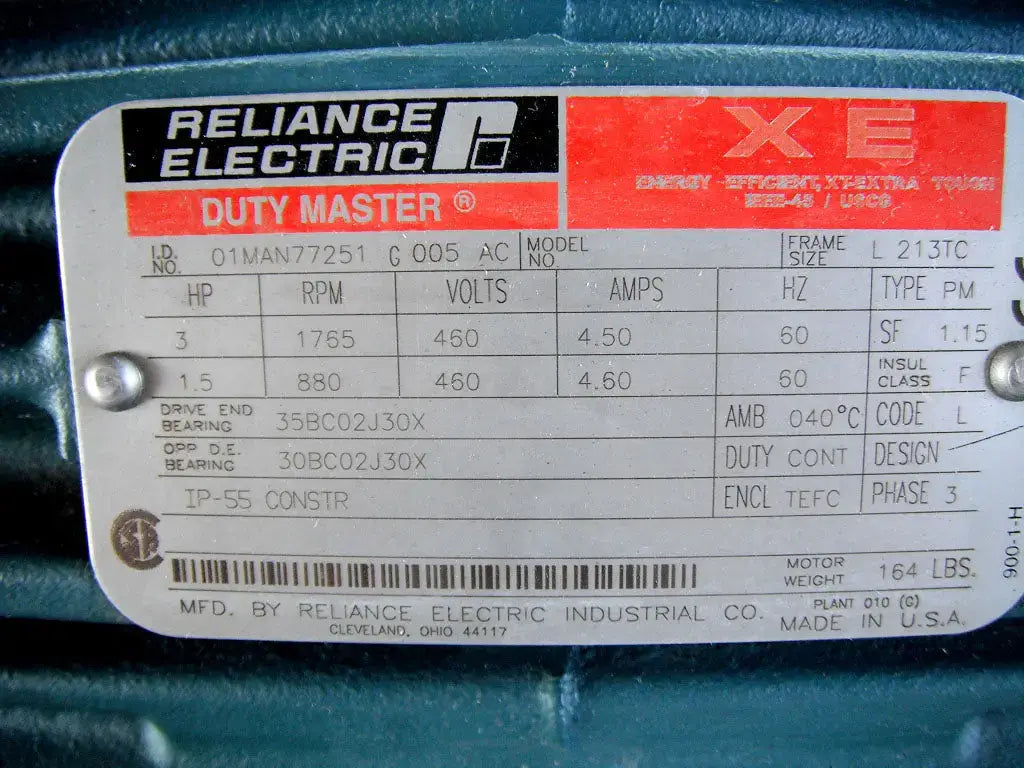 RELIANCE
ELECTRIC
DUTY MASTER ®
XE
ENERGY-EFFICIENT, XT-EXTRA TOUGH
IEEE-45 / USCG
I.D. NO. 01MAN77251 G 005 AC MODEL NO. FRAME SIZE L 213TC
HP RPM VOLTS AMPS HZ TYPE PM
3 1765 460 4.50 60 SF 1.15
1.5 880 460 4.60 60 INSUL CLASS F
DRIVE END BEARING 35BC02J30X AMB 040°C CODE L
OPP D.E. BEARING 30BC02J30X DUTY CONT DESIGN
IP-55 CONSTR ENCL TEFC PHASE 3
MOTOR WEIGHT 164 LBS.
MFD. BY RELIANCE ELECTRIC INDUSTRIAL CO. PLANT 010 (G)
CLEVELAND, OHIO 44117 MADE IN U.S.A.
900-1-H